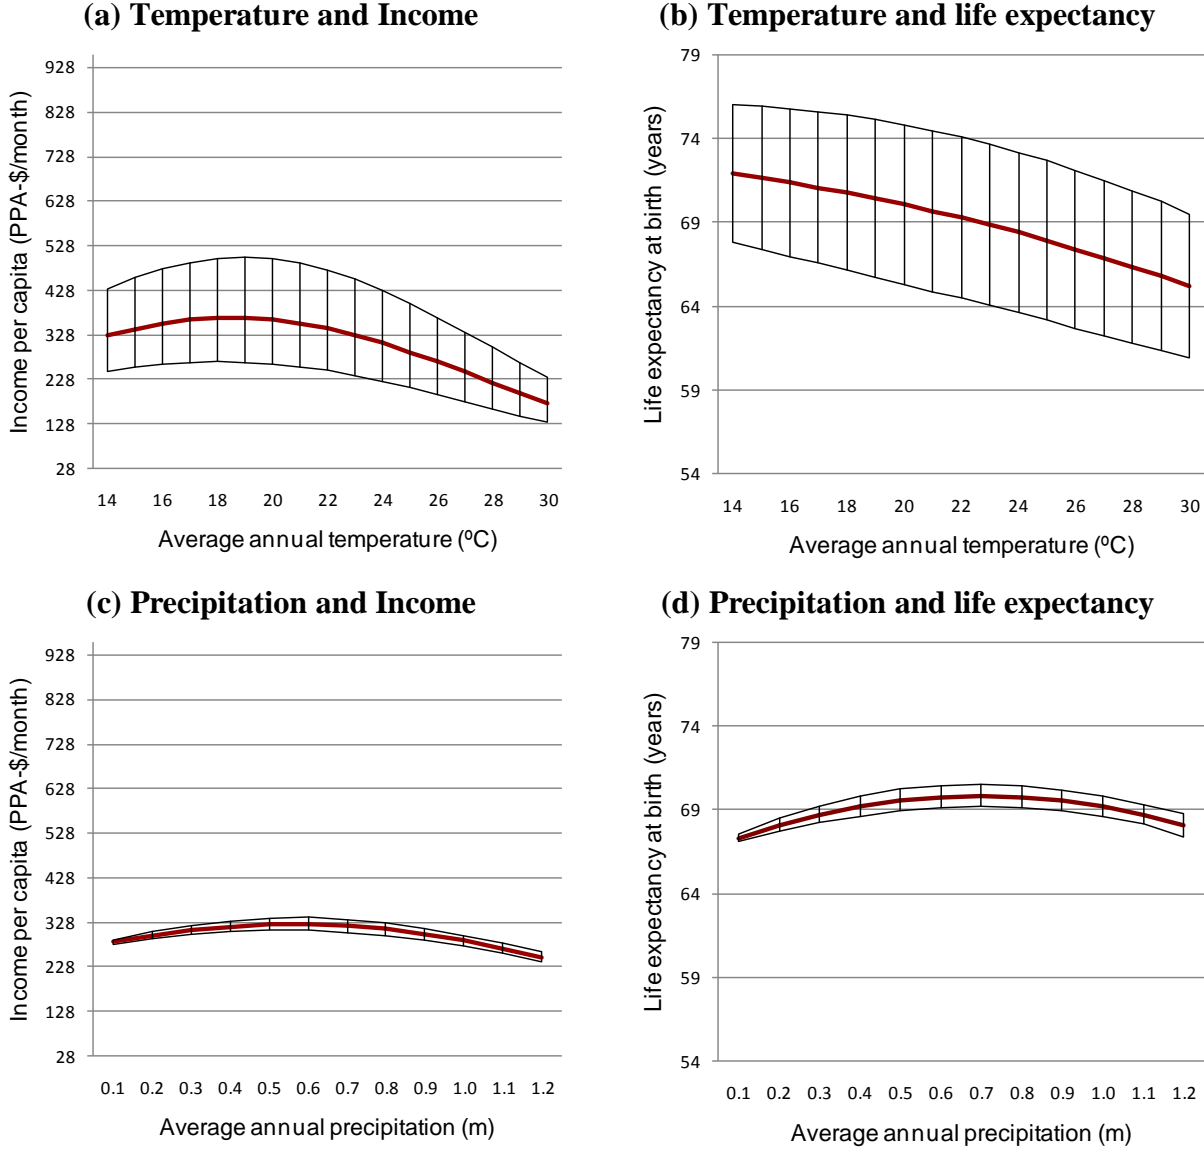 (a) Temperature and Income
Income per capita (PPA-$/month)
928
828
728
628
528
428
328
228
128
28
14 16 18 20 22 24 26 28 30
Average annual temperature (ºC)
(b) Temperature and life expectancy
Life expectancy at birth (years)
79
74
69
64
59
54
14 16 18 20 22 24 26 28 30
Average annual temperature (ºC)
(c) Precipitation and Income
Income per capita (PPA-$/month)
928
828
728
628
528
428
328
228
128
28
0.1 0.2 0.3 0.4 0.5 0.6 0.7 0.8 0.9 1.0 1.1 1.2
Average annual precipitation (m)
(d) Precipitation and life expectancy
Life expectancy at birth (years)
79
74
69
64
59
54
0.1 0.2 0.3 0.4 0.5 0.6 0.7 0.8 0.9 1.0 1.1 1.2
Average annual precipitation (m)